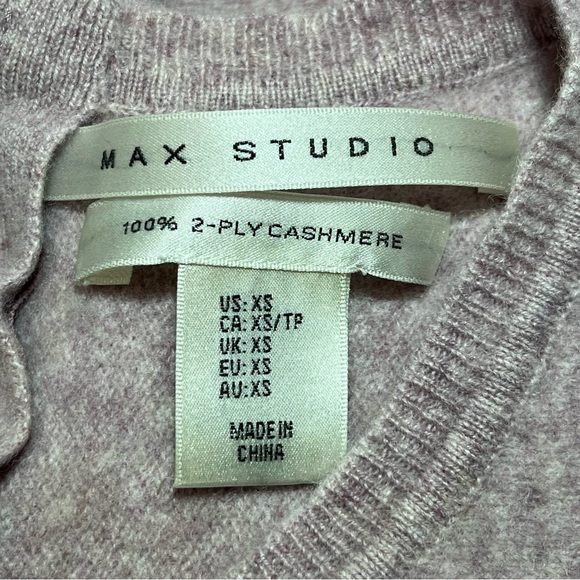 MAX STUDIO
100% 2-PLY CASHMERE
US: XS
CA: XS/TP
UK: XS
EU: XS
AU: XS
MADE IN
CHINA